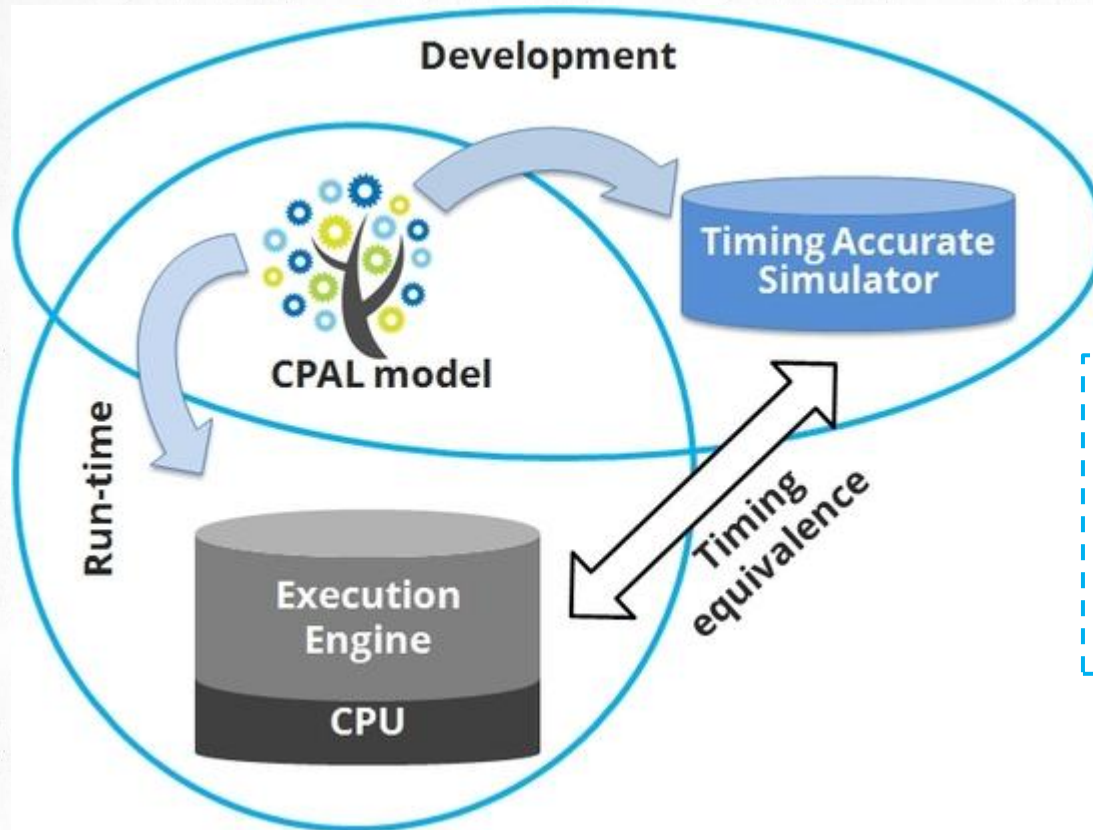 Development
Timing Accurate
Simulator
CPAL model
Run-time
Timing
equivalence
Execution
Engine
CPU